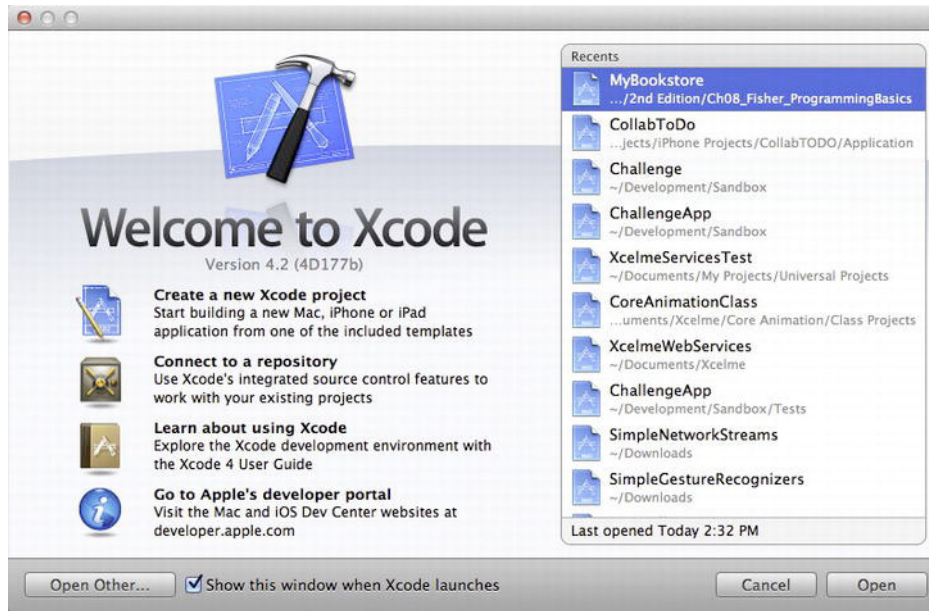 Welcome to Xcode
Version 4.2 (4D177b)
Create a new Xcode project
Start building a new Mac, iPhone or iPad
application from one of the included templates
Connect to a repository
Use Xcode's integrated source control features to
work with your existing projects
Learn about using Xcode
Explore the Xcode development environment with
the Xcode 4 User Guide
Go to Apple's developer portal
Visit the Mac and iOS Dev Center websites at
developer.apple.com
Recents
MyBookstore
.../2nd Edition/Ch08_Fisher_ProgrammingBasics
CollabToDo
...jects/iPhone Projects/CollabTODO/Application
Challenge
~/Development/Sandbox
ChallengeApp
~/Development/Sandbox
XcelmeServicesTest
~/Documents/My Projects/Universal Projects
CoreAnimationClass
...uments/Xcelme/Core Animation/Class Projects
XcelmeWebServices
~/Documents/Xcelme
ChallengeApp
~/Development/Sandbox/Tests
SimpleNetworkStreams
~/Downloads
SimpleGestureRecognizers
~/Downloads
Last opened Today 2:32 PM
Open Other...
Show this window when Xcode launches
Cancel
Open